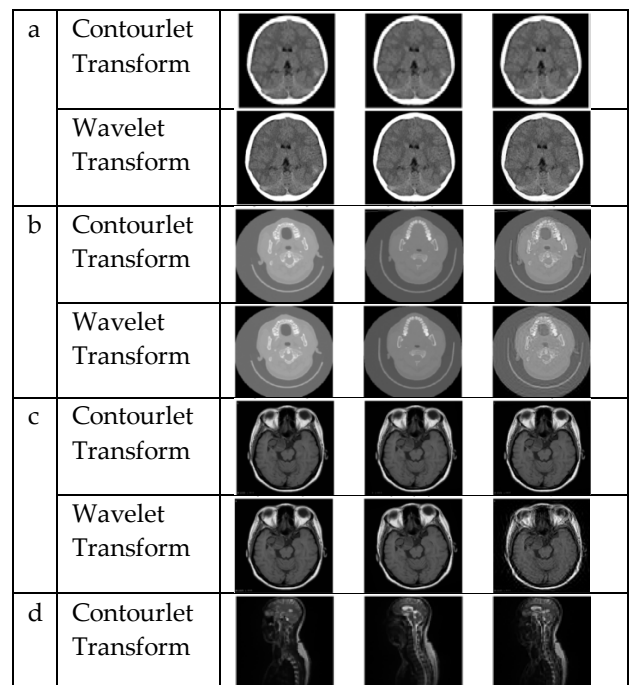 a
Contourlet
Transform
Wavelet
Transform
b
Contourlet
Transform
Wavelet
Transform
c
Contourlet
Transform
Wavelet
Transform
d
Contourlet
Transform